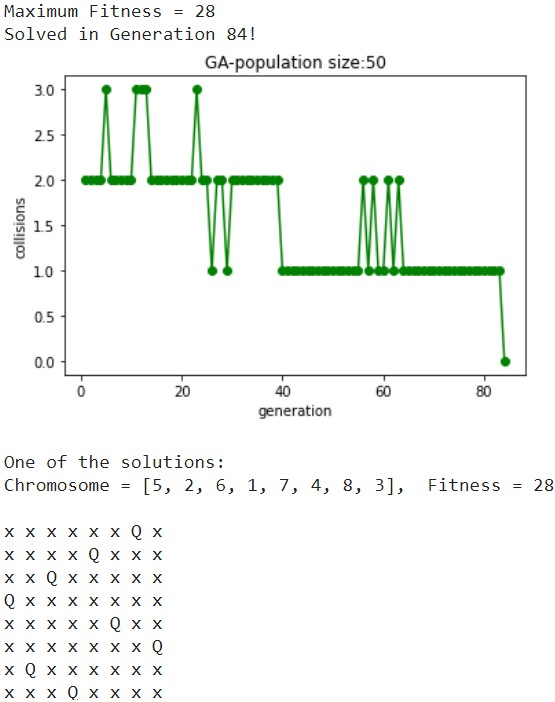 Maximum Fitness = 28
Solved in Generation 84!
GA-population size:50
3.0
2.5
2.0
1.5
1.0
0.5
0.0
collisions
0 20 40 60 80
generation
One of the solutions:
Chromosome = [5, 2, 6, 1, 7, 4, 8, 3],  Fitness = 28
x x x x x x Q x
x x x x Q x x x
x x Q x x x x x
Q x x x x x x x
x x x x x Q x x
x x x x x x x Q
x Q x x x x x x
x x x Q x x x x